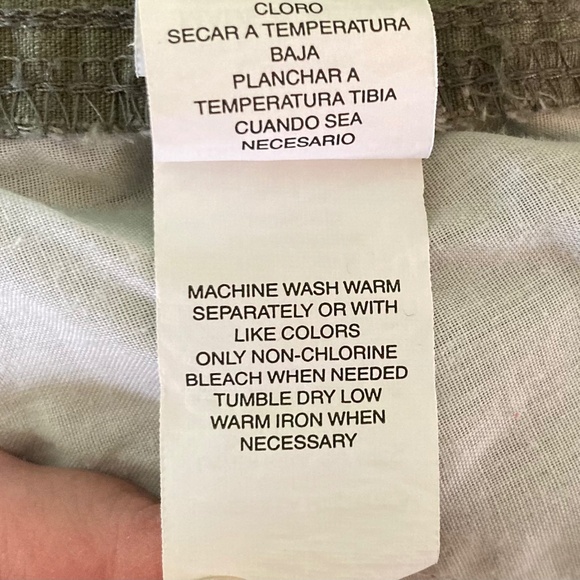 CLORO
SECAR A TEMPERATURA
BAJA
PLANCHAR A
TEMPERATURA TIBIA
CUANDO SEA
NECESARIO
MACHINE WASH WARM
SEPARATELY OR WITH
LIKE COLORS
ONLY NON-CHLORINE
BLEACH WHEN NEEDED
TUMBLE DRY LOW
WARM IRON WHEN
NECESSARY